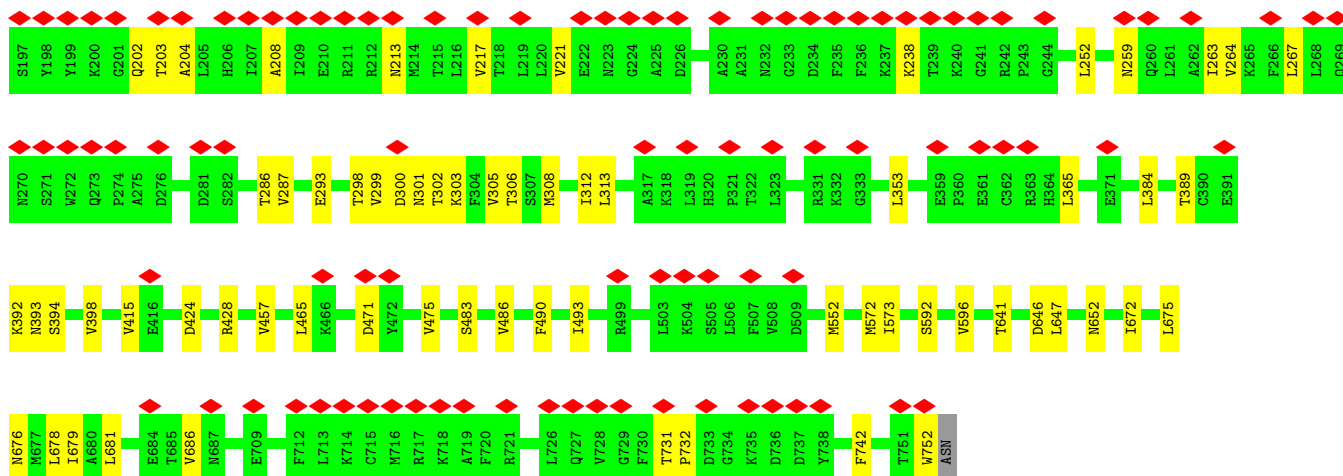 S197 Y198 Y199 K200 G201 Q202 T203 A204 L205 H206 I207 A208 I209 E210 R211 R212 N213 M214 T215 L216 V217 T218 L219 L220 V221 E222 N223 G224 A225 D226 A230 A231 N232 G233 D234 F235 F236 K237 K238 T239 K240 G241 R242 P243 G244 L252 N259 Q260 L261 A262 I263 V264 K265 F266 L267 L268 Q269
N270 S271 W272 Q273 P274 A275 D276 D281 S282 T286 V287 E293 T298 V299 D300 N301 T302 K303 F304 V305 T306 S307 M308 I312 L313 A317 K318 L319 H320 P321 T322 L323 R331 K332 G333 L353 E359 P360 E361 C362 R363 H364 L365 E371 L384 T389 C390 E391
K392 N393 S394 V398 V415 E416 D424 R428 V457 L465 K466 D471 Y472 V475 S483 V486 F490 I493 R499 L503 K504 S505 L506 F507 V508 D509 M552 M572 I573 S592 V596 T641 D646 L647 N652 I672 L675
N676 M677 L678 I679 A680 L681 E684 T685 V686 N687 E709 F712 L713 K714 C715 M716 R717 K718 A719 F720 R721 L726 Q727 V728 G729 F730 T731 P732 D733 G734 K735 D736 D737 Y738 F742 T751 W752 ASN